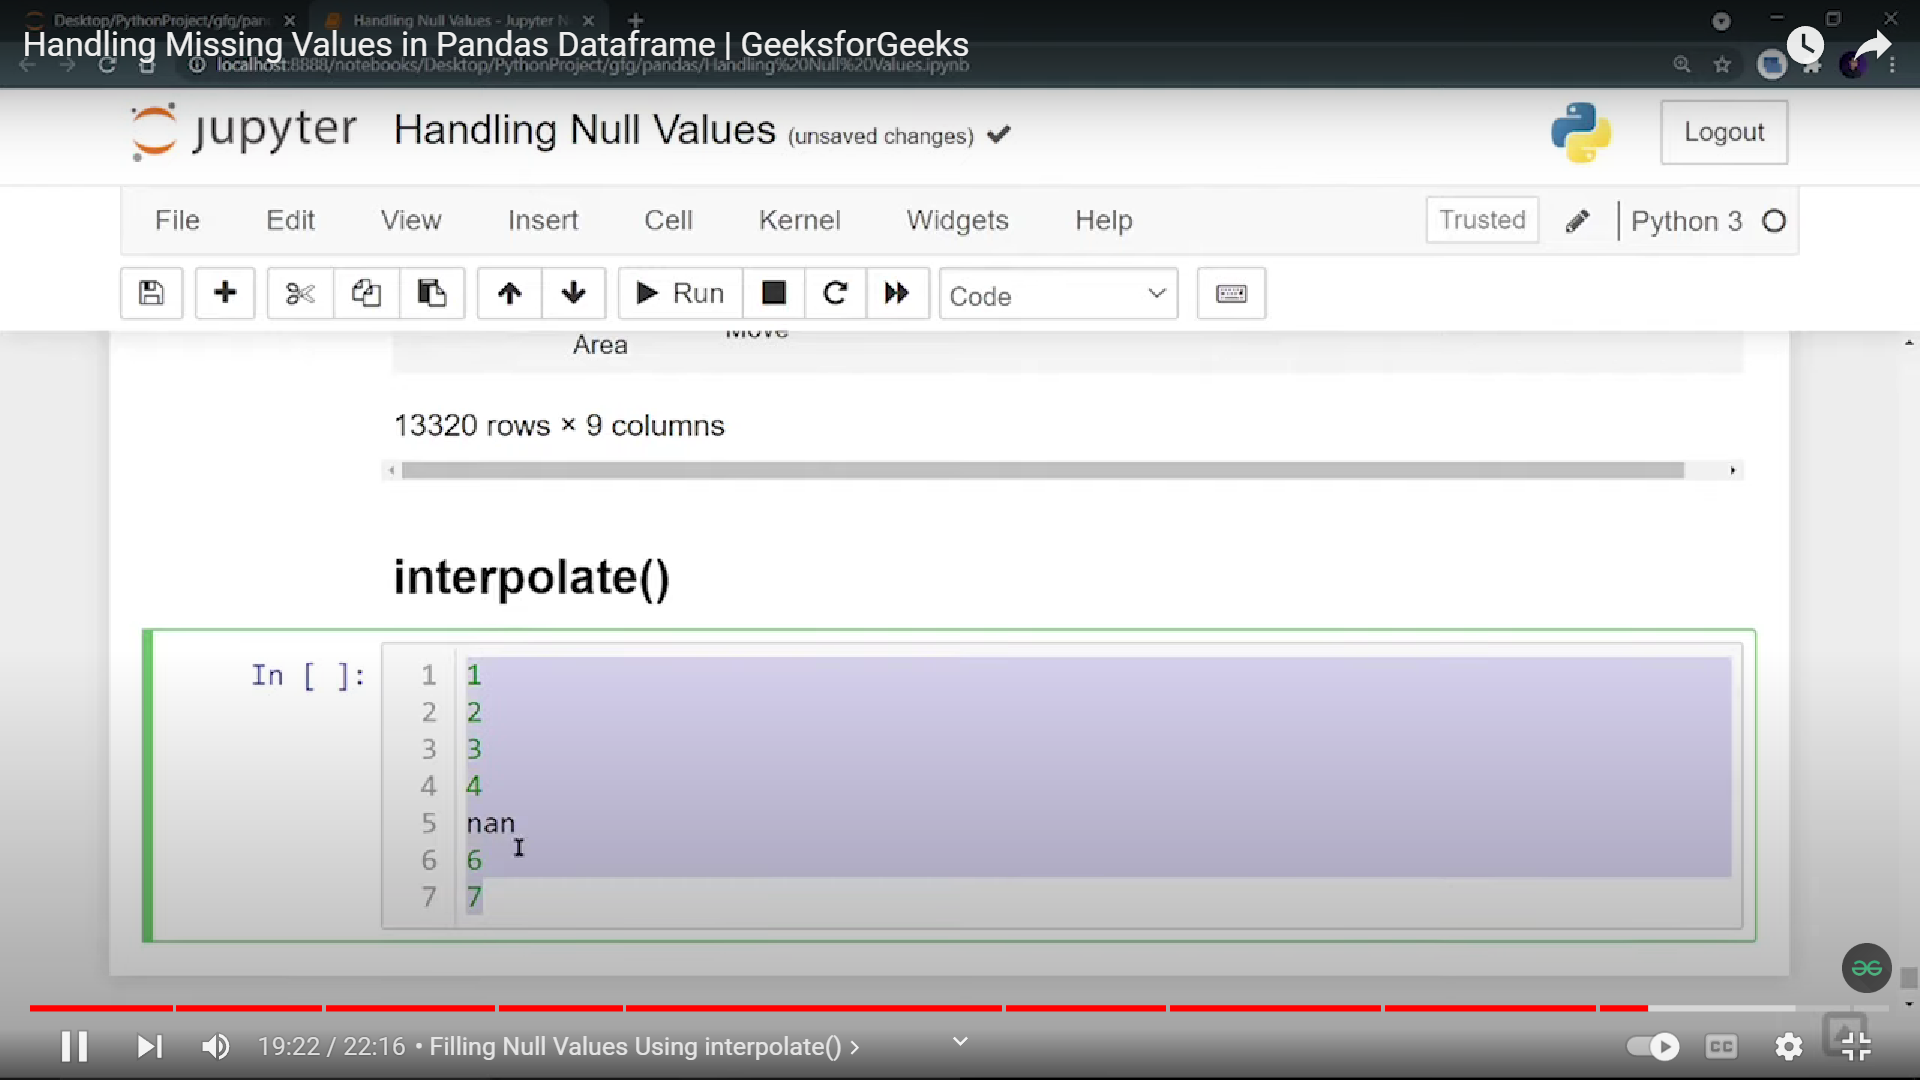 Desktop/PythonProject/gfg/pan
Handling Null Values - Jupyter N
Handling Missing Values in Pandas Dataframe | GeeksforGeeks
localhost:8888/notebooks/Desktop/PythonProject/gfg/pandas/Handling%20Null%20Values.ipynb
jupyter Handling Null Values (unsaved changes)
Logout
File Edit View Insert Cell Kernel Widgets Help
Trusted
Python 3
Run
Code
Move
Area
13320 rows × 9 columns
interpolate()
In [ ]:
1 1
2 2
3 3
4 4
5 nan
6 6
7 7
19:22 / 22:16 • Filling Null Values Using interpolate() >
CC